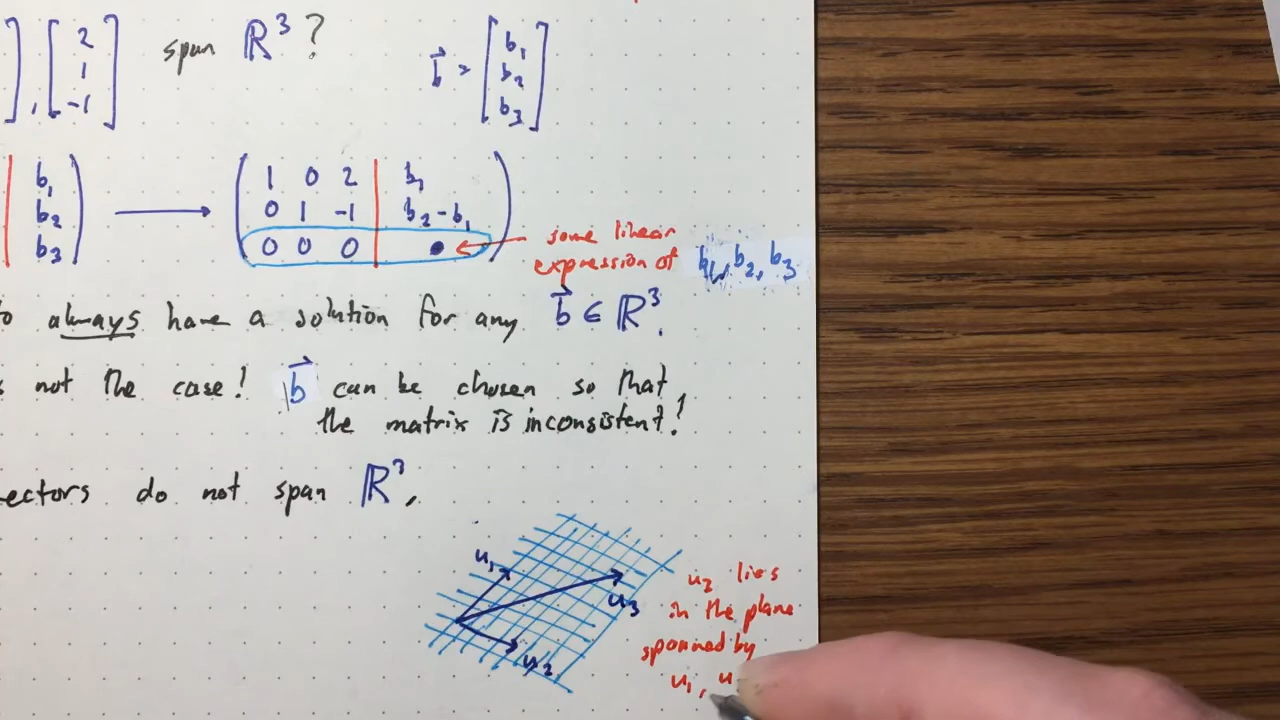 ], [2 1 -1] span ℝ³? b⃗ = [b₁ b₂ b₃]
| b₁ ) → ( 1 0 2 | b₁ )
| b₂ ) ( 0 1 -1 | b₂ - b₁ )
| b₃ ) ( 0 0 0 | • ) ← some linear
expression of b₁, b₂, b₃
always have a solution for any b⃗ ∈ ℝ³.
not the case! b⃗ can be chosen so that
the matrix is inconsistent!
ectors do not span ℝ³.
u₁
u₃
u₂
u₂ lies
in the plane
spanned by
u₁, u